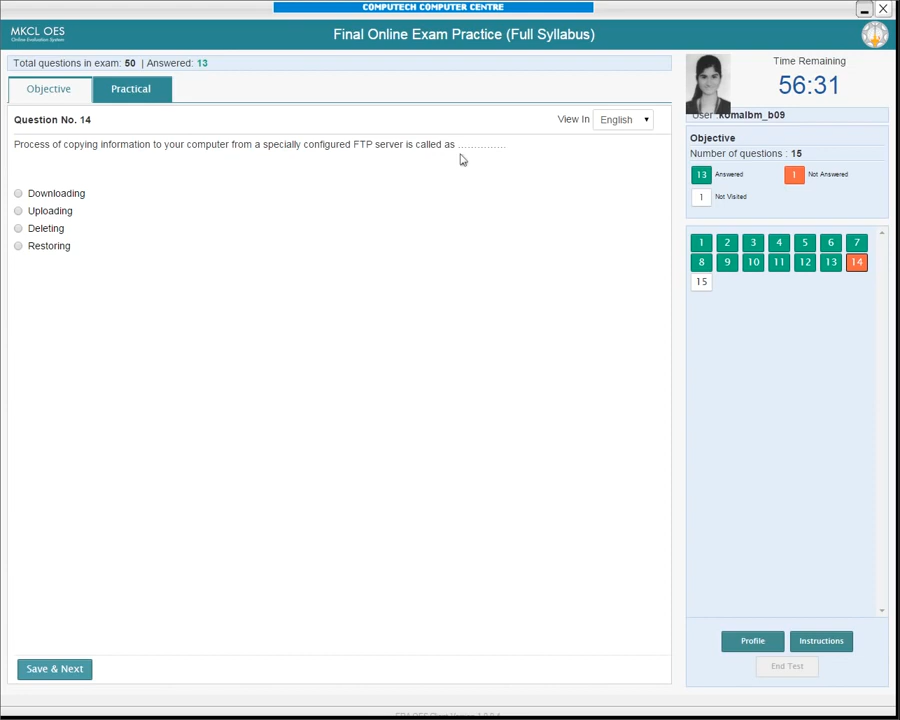 COMPUTECH COMPUTER CENTRE
MKCL OES
Online Evaluation System
Final Online Exam Practice (Full Syllabus)
Total questions in exam: 50 | Answered: 13
Time Remaining
56:31
Objective
Practical
User :komalbm_b09
Question No. 14
View In
English
Process of copying information to your computer from a specially configured FTP server is called as ...............
Downloading
Uploading
Deleting
Restoring
Objective
Number of questions : 15
13 Answered
1 Not Answered
1 Not Visited
1 2 3 4 5 6 7
8 9 10 11 12 13 14
15
Profile
Instructions
End Test
Save & Next